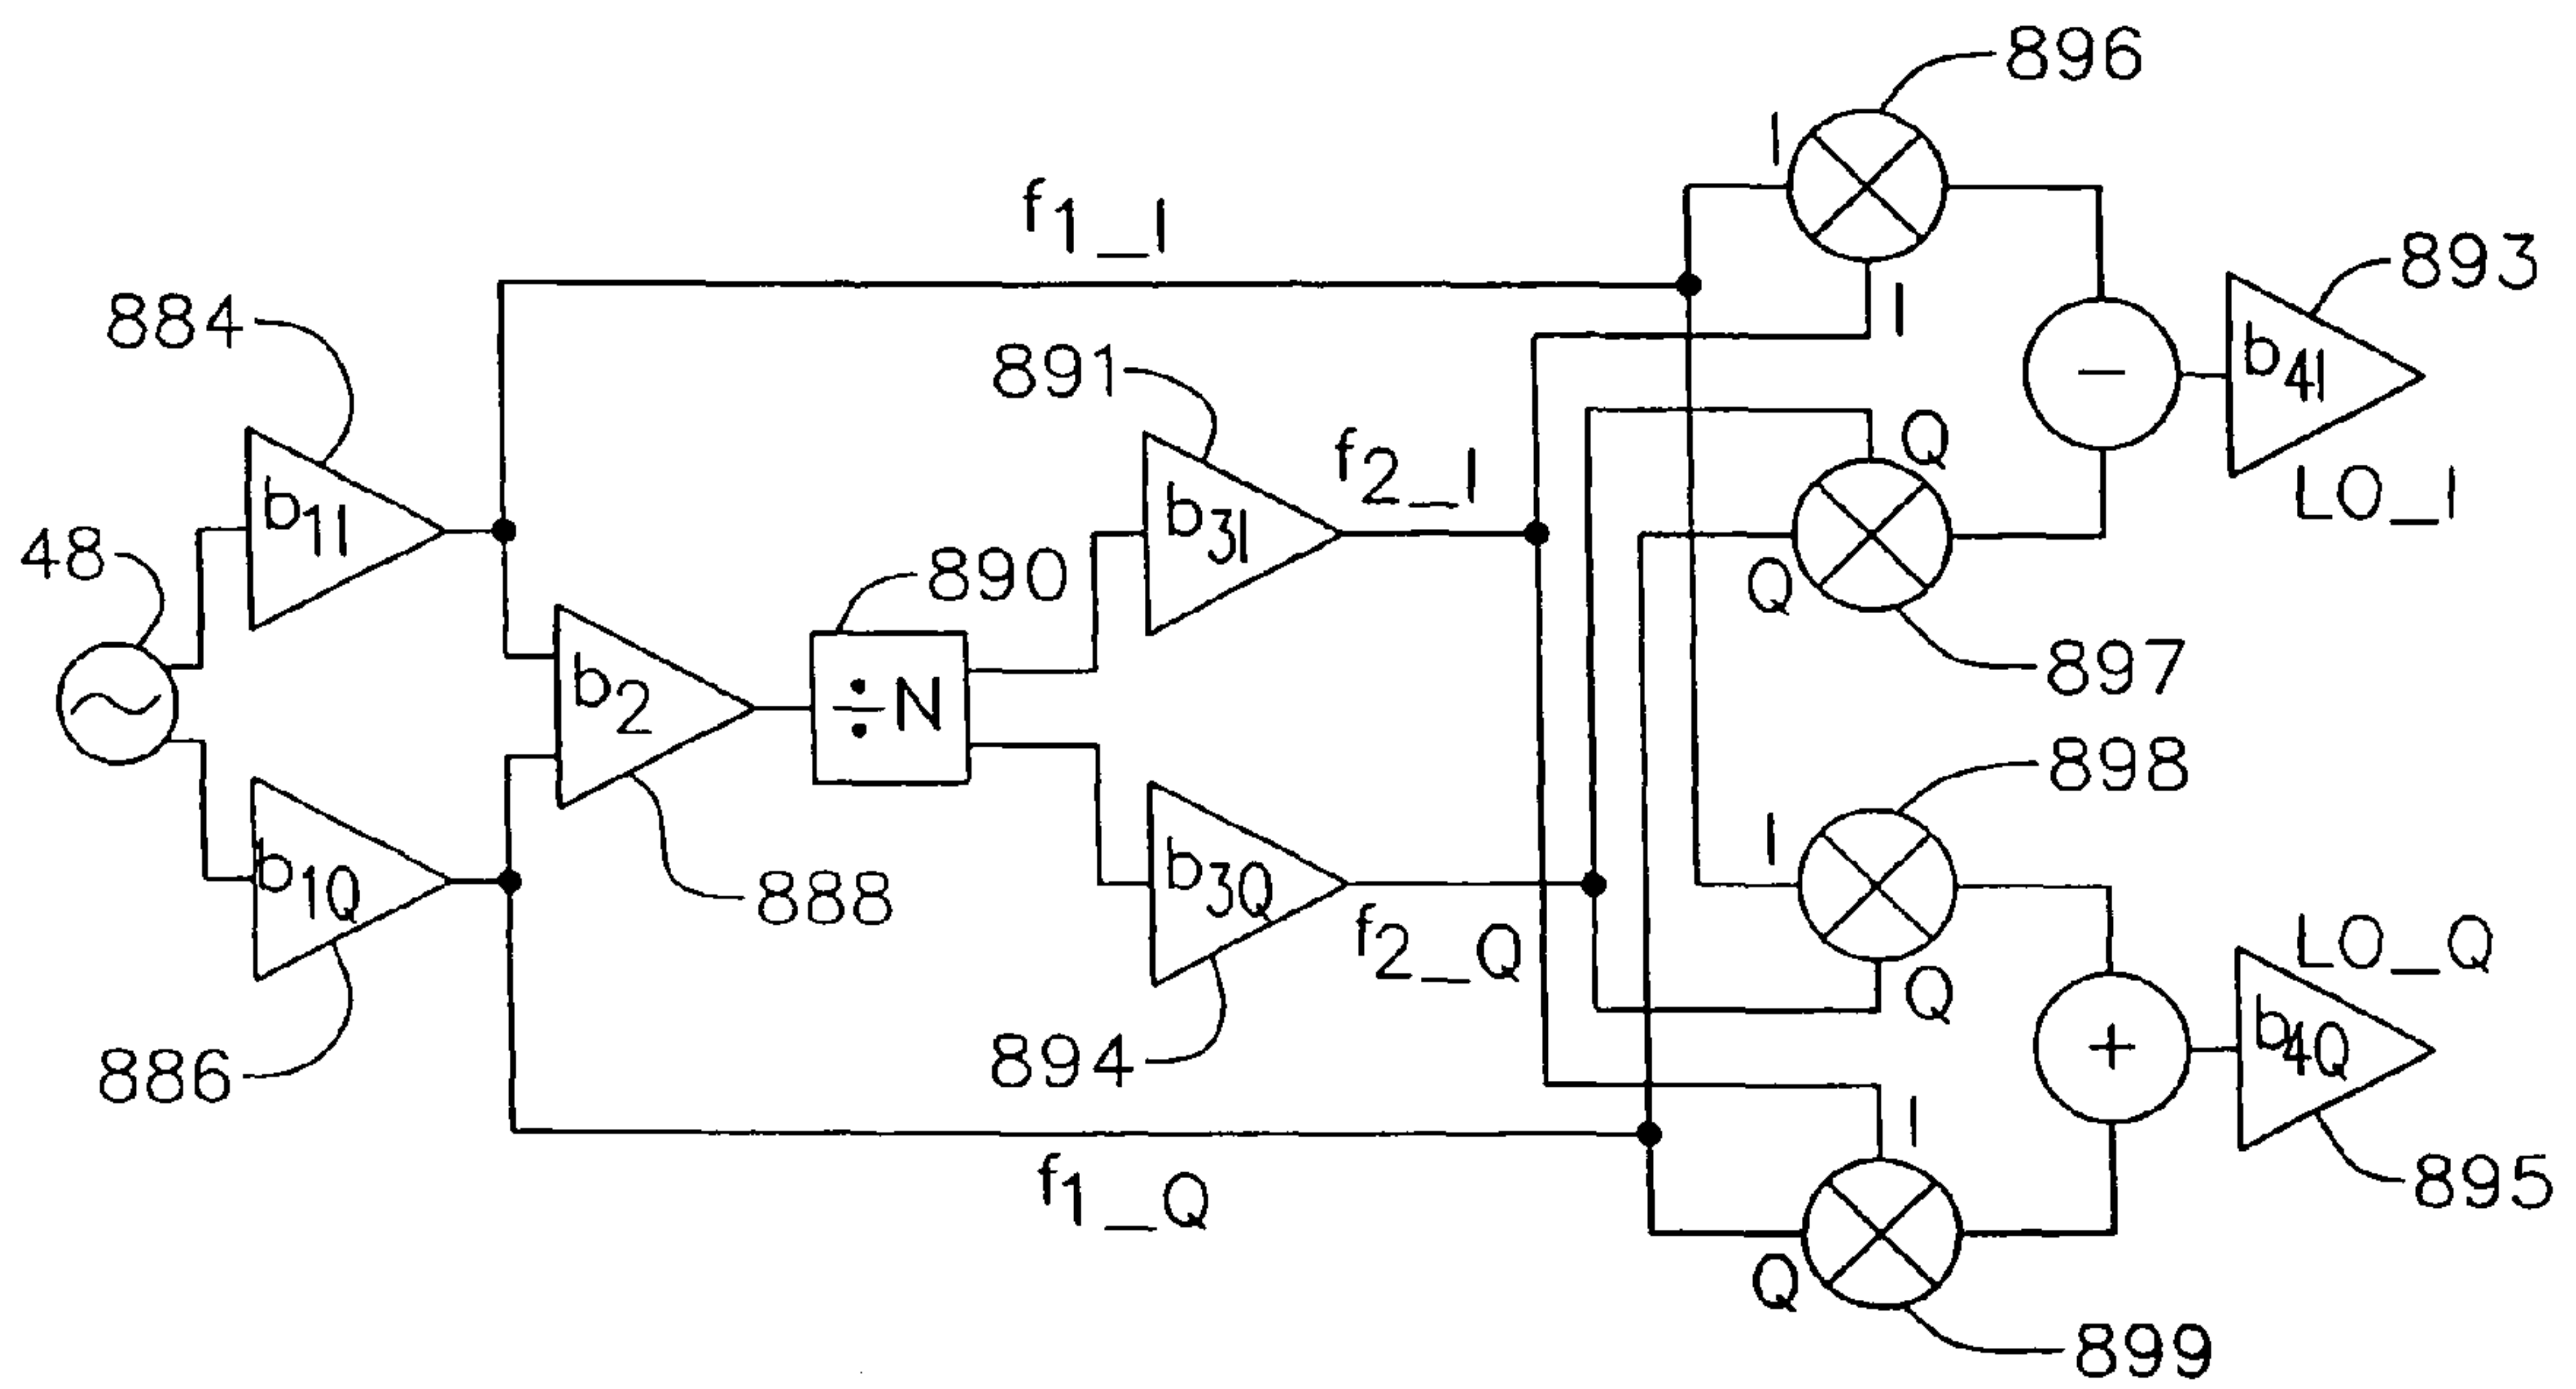 896
I
f1_I
884
893
b4I
LO_I
I
891
Q
f2_I
b1I
b3I
48
890
Q
897
b2
÷N
−
898
I
b1Q
888
b3Q
f2_Q
Q
LO_Q
b4Q
+
886
894
I
f1_Q
895
Q
899